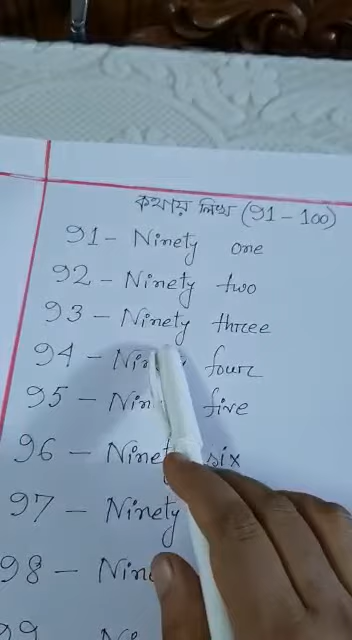 কথায় লিখ (91-100)
91- Ninety one
92 - Ninety two
93 - Ninety three
94 - four
95 - five
96 - six
97 - Ninety
98 -
99